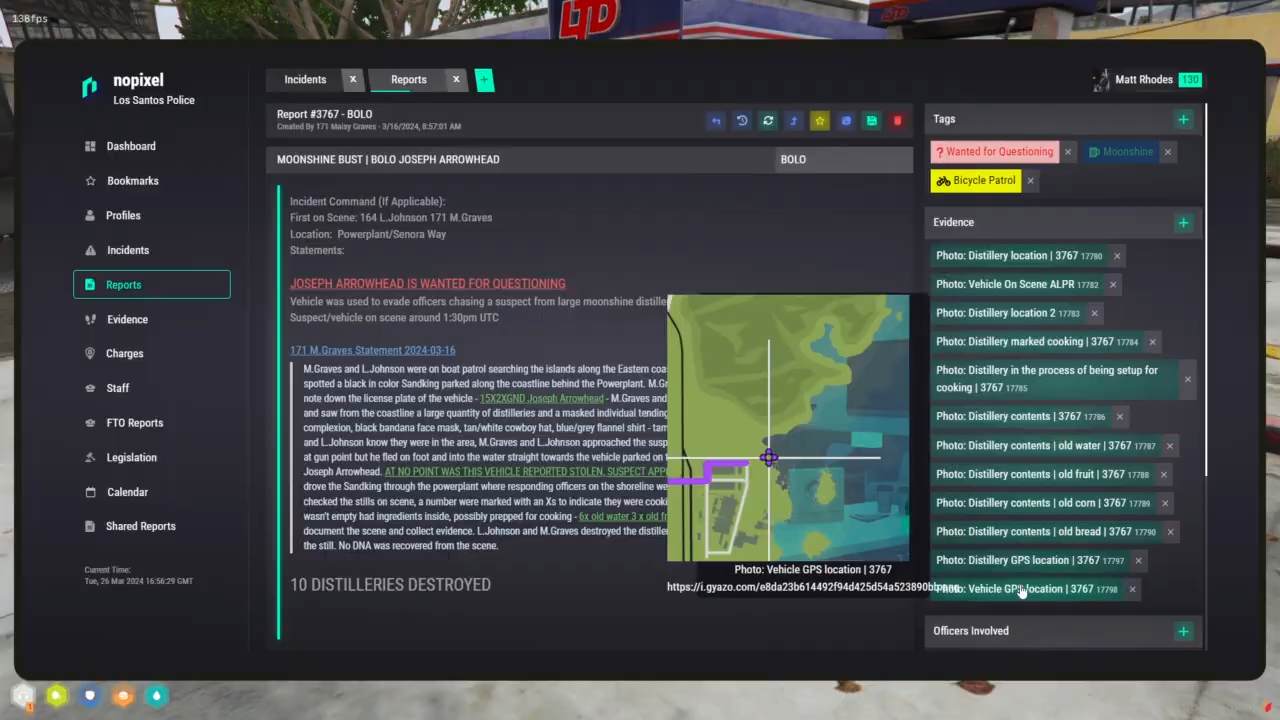 138fps
LTD
LTD
nopixel
Los Santos Police
Dashboard
Bookmarks
Profiles
Incidents
Reports
Evidence
Charges
Staff
FTO Reports
Legislation
Calendar
Shared Reports
Current Time:
Tue, 26 Mar 2024 16:56:29 GMT
Incidents x
Reports x
+
Matt Rhodes 130
Report #3767 - BOLO
Created By 171 Maisy Graves - 3/16/2024, 8:57:01 AM
MOONSHINE BUST | BOLO JOSEPH ARROWHEAD
BOLO
Incident Command (If Applicable):
First on Scene: 164 L.Johnson 171 M.Graves
Location: Powerplant/Senora Way
Statements:
JOSEPH ARROWHEAD IS WANTED FOR QUESTIONING
Vehicle was used to evade officers chasing a suspect from large moonshine distille
Suspect/vehicle on scene around 1:30pm UTC
171 M.Graves Statement 2024-03-16
M.Graves and L.Johnson were on boat patrol searching the islands along the Eastern coa
spotted a black in color Sandking parked along the coastline behind the Powerplant. M.Gr
note down the license plate of the vehicle - 15X2XGND Joseph Arrowhead - M.Graves and
and saw from the coastline a large quantity of distilleries and a masked individual tending
complexion, black bandana face mask, tan/white cowboy hat, blue/grey flannel shirt - tam
and L.Johnson know they were in the area, M.Graves and L.Johnson approached the susp
at gun point but he fled on foot and into the water straight towards the vehicle parked on
Joseph Arrowhead. AT NO POINT WAS THIS VEHICLE REPORTED STOLEN, SUSPECT APP
drove the Sandking through the powerplant where responding officers on the shoreline we
checked the stills on scene, a number were marked with an Xs to indicate they were cooki
wasn't empty had ingredients inside, possibly prepped for cooking - 6x old water 3 x old fr
document the scene and collect evidence. L.Johnson and M.Graves destroyed the distille
the still. No DNA was recovered from the scene.
10 DISTILLERIES DESTROYED
Photo: Vehicle GPS location | 3767
https://i.gyazo.com/e8da23b614492f94d425d54a523890bb
Tags +
? Wanted for Questioning x
Moonshine x
Bicycle Patrol x
Evidence +
Photo: Distillery location | 3767 17780 x
Photo: Vehicle On Scene ALPR 17782 x
Photo: Distillery location 2 17783 x
Photo: Distillery marked cooking | 3767 17784 x
Photo: Distillery in the process of being setup for
cooking | 3767 17785 x
Photo: Distillery contents | 3767 17786 x
Photo: Distillery contents | old water | 3767 17787 x
Photo: Distillery contents | old fruit | 3767 17788 x
Photo: Distillery contents | old corn | 3767 17789 x
Photo: Distillery contents | old bread | 3767 17790 x
Photo: Distillery GPS location | 3767 17797 x
Photo: Vehicle GPS location | 3767 17798 x
Officers Involved +